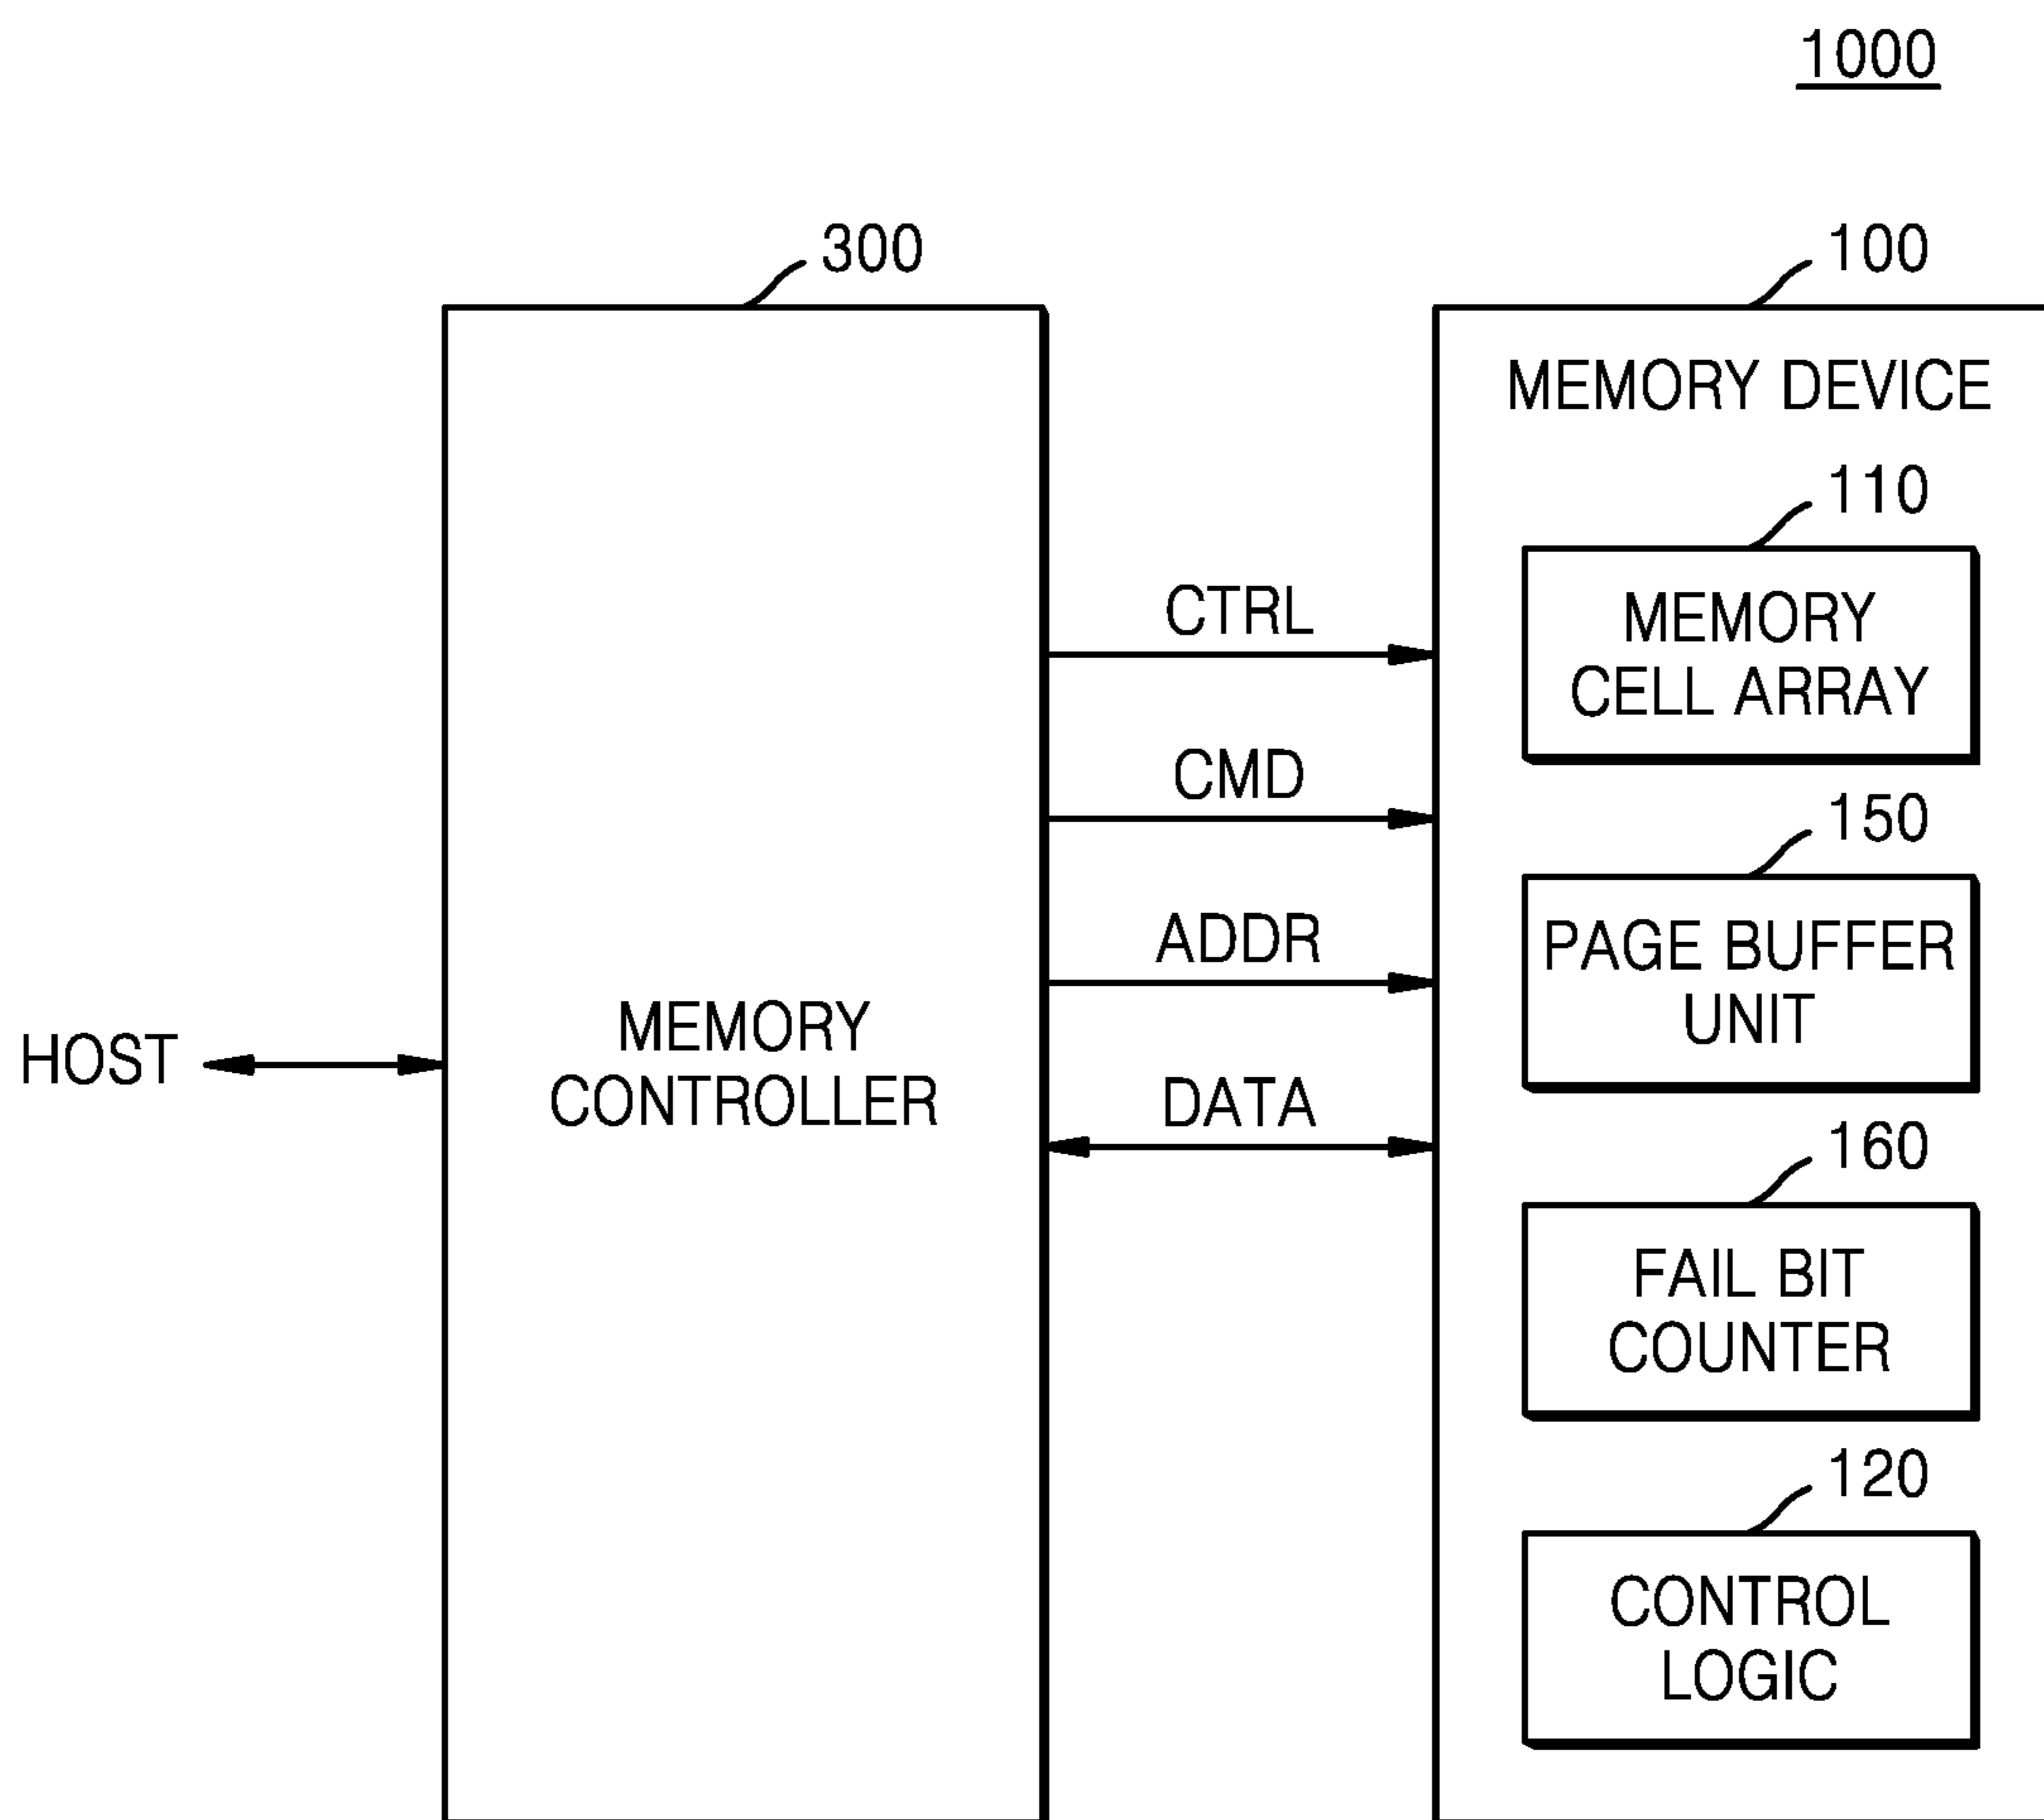 1000
300
100
MEMORY DEVICE
110
MEMORY
CELL ARRAY
CTRL
CMD
150
ADDR
PAGE BUFFER
UNIT
HOST
MEMORY
CONTROLLER
DATA
160
FAIL BIT
COUNTER
120
CONTROL
LOGIC